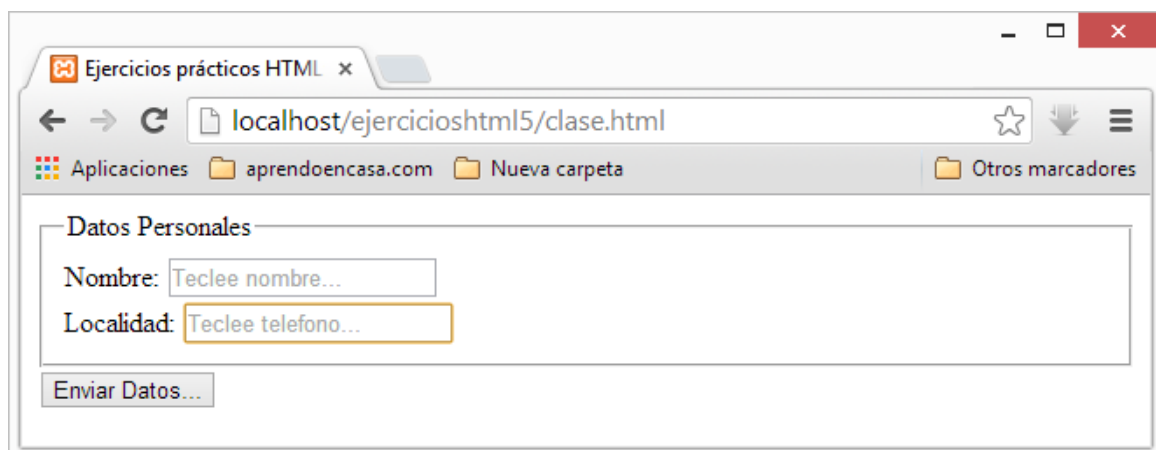 Ejercicios prácticos HTML
localhost/ejercicioshtml5/clase.html
Aplicaciones aprendoencasa.com Nueva carpeta Otros marcadores
Datos Personales
Nombre: Teclee nombre...
Localidad: Teclee telefono...
Enviar Datos...